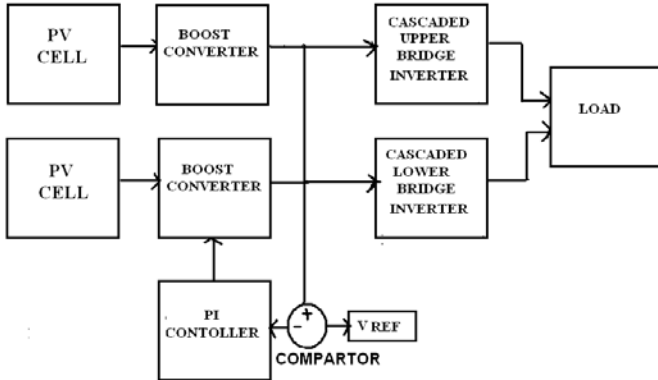 PV
CELL
BOOST
CONVERTER
CASCADED
UPPER
BRIDGE
INVERTER
LOAD
PV
CELL
BOOST
CONVERTER
CASCADED
LOWER
BRIDGE
INVERTER
PI
CONTOLLER
+
-
V REF
COMPARTOR